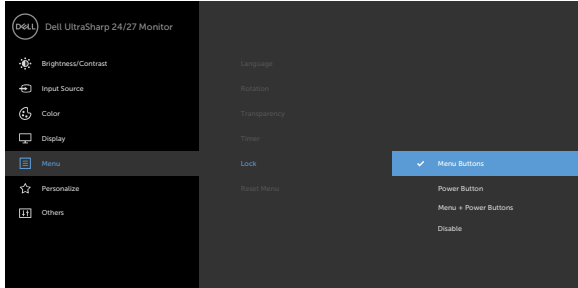 DELL
Dell UltraSharp 24/27 Monitor
Brightness/Contrast
Input Source
Color
Display
Menu
Personalize
Others
Language
Rotation
Transparency
Timer
Lock
Reset Menu
Menu Buttons
Power Button
Menu + Power Buttons
Disable